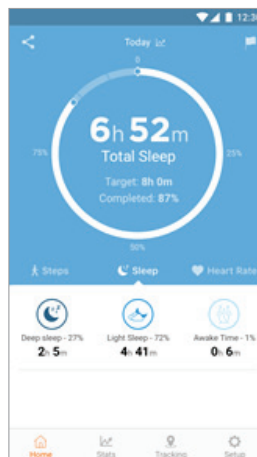 12:30
Today
0
6h 52m
Total Sleep
75%
25%
Target: 8h 0m
Completed: 87%
50%
Steps
Sleep
Heart Rate
Deep sleep - 27%
Light Sleep - 72%
Awake Time - 1%
2h 5m
4h 41m
0h 6m
Home
Stats
Tracking
Setup